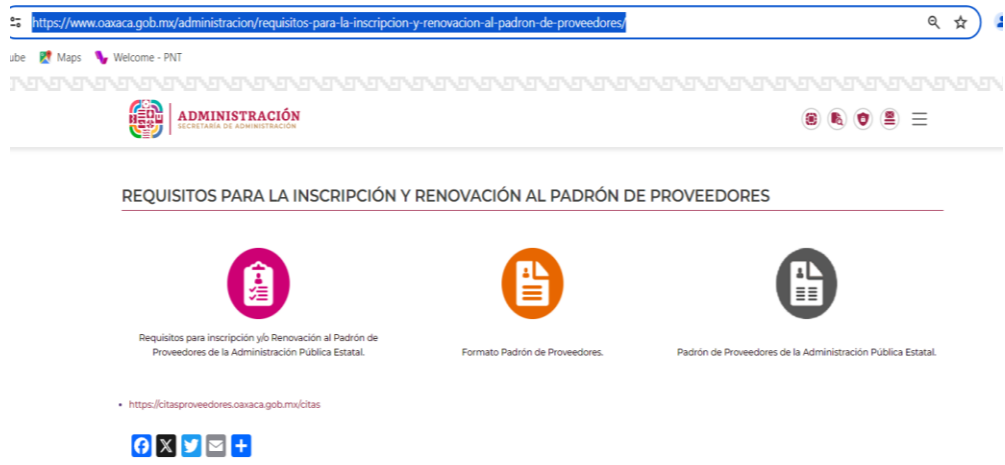 https://www.oaxaca.gob.mx/administracion/requisitos-para-la-inscripcion-y-renovacion-al-padron-de-proveedores/
ube Maps Welcome - PNT
ADMINISTRACIÓN
SECRETARÍA DE ADMINISTRACIÓN
REQUISITOS PARA LA INSCRIPCIÓN Y RENOVACIÓN AL PADRÓN DE PROVEEDORES
Requisitos para inscripción y/o Renovación al Padrón de
Proveedores de la Administración Pública Estatal.
Formato Padrón de Proveedores.
Padrón de Proveedores de la Administración Pública Estatal.
• https://citasproveedores.oaxaca.gob.mx/citas